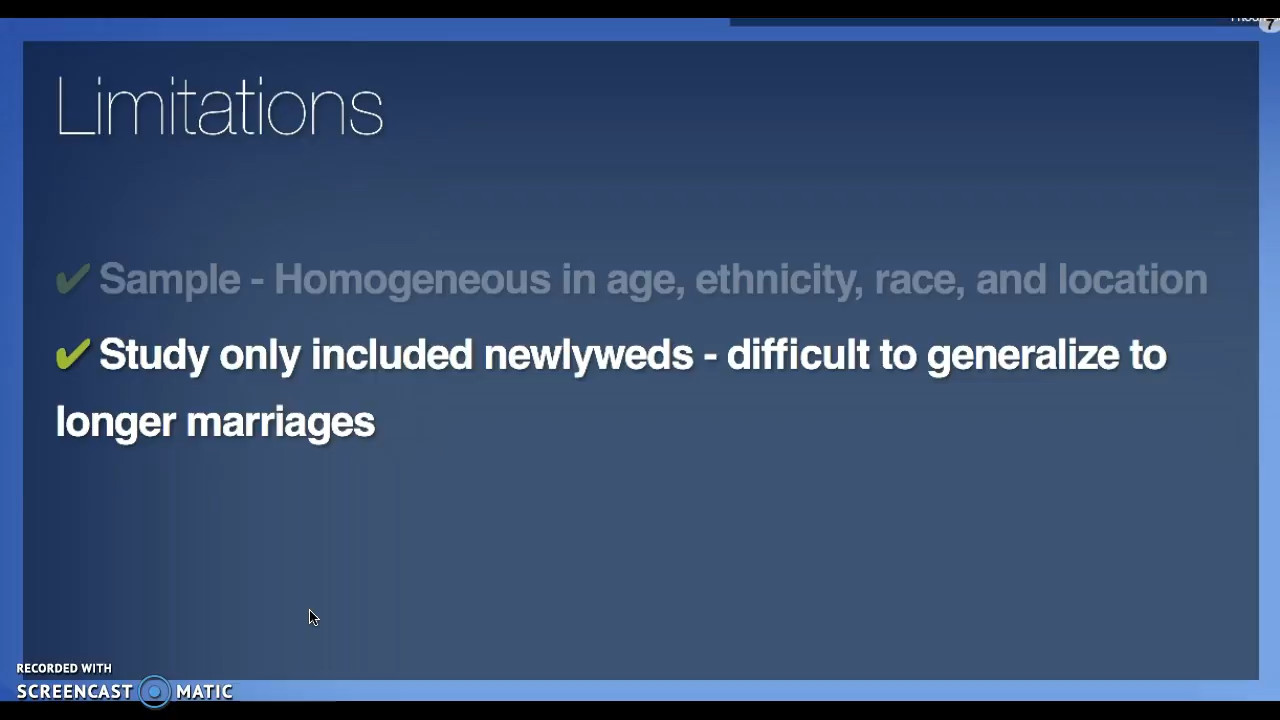 7
Limitations
✔ Sample - Homogeneous in age, ethnicity, race, and location
✔ Study only included newlyweds - difficult to generalize to
longer marriages
RECORDED WITH
SCREENCAST MATIC